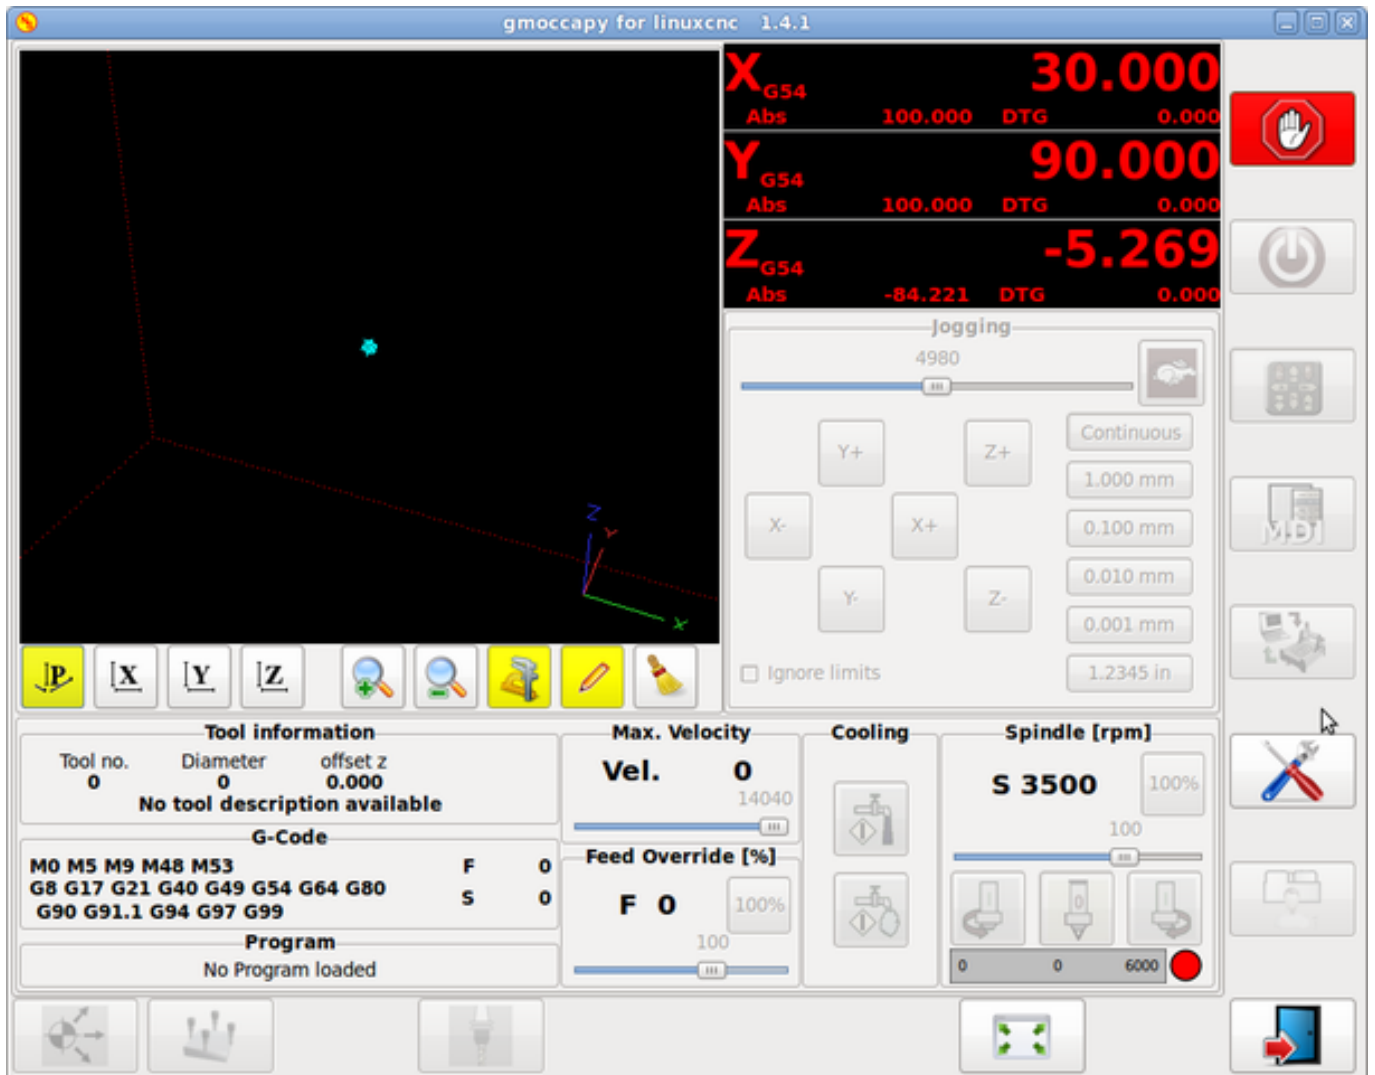 gmoccapy for linuxcnc 1.4.1
X G54 30.000
Abs 100.000 DTG 0.000
Y G54 90.000
Abs 100.000 DTG 0.000
Z G54 -5.269
Abs -84.221 DTG 0.000
Jogging
4980
Continuous
Y+ Z+
1.000 mm
X- X+
0.100 mm
0.010 mm
Y- Z-
0.001 mm
Ignore limits
1.2345 in
MDI
Z
Y
X
P X Y Z
Tool information
Tool no. Diameter offset z
0 0 0.000
No tool description available
G-Code
M0 M5 M9 M48 M53 F 0
G8 G17 G21 G40 G49 G54 G64 G80
G90 G91.1 G94 G97 G99 S 0
Program
No Program loaded
Max. Velocity
Vel. 0
14040
Feed Override [%]
F 0 100%
100
Cooling
Spindle [rpm]
S 3500 100%
100
0
0 0 6000